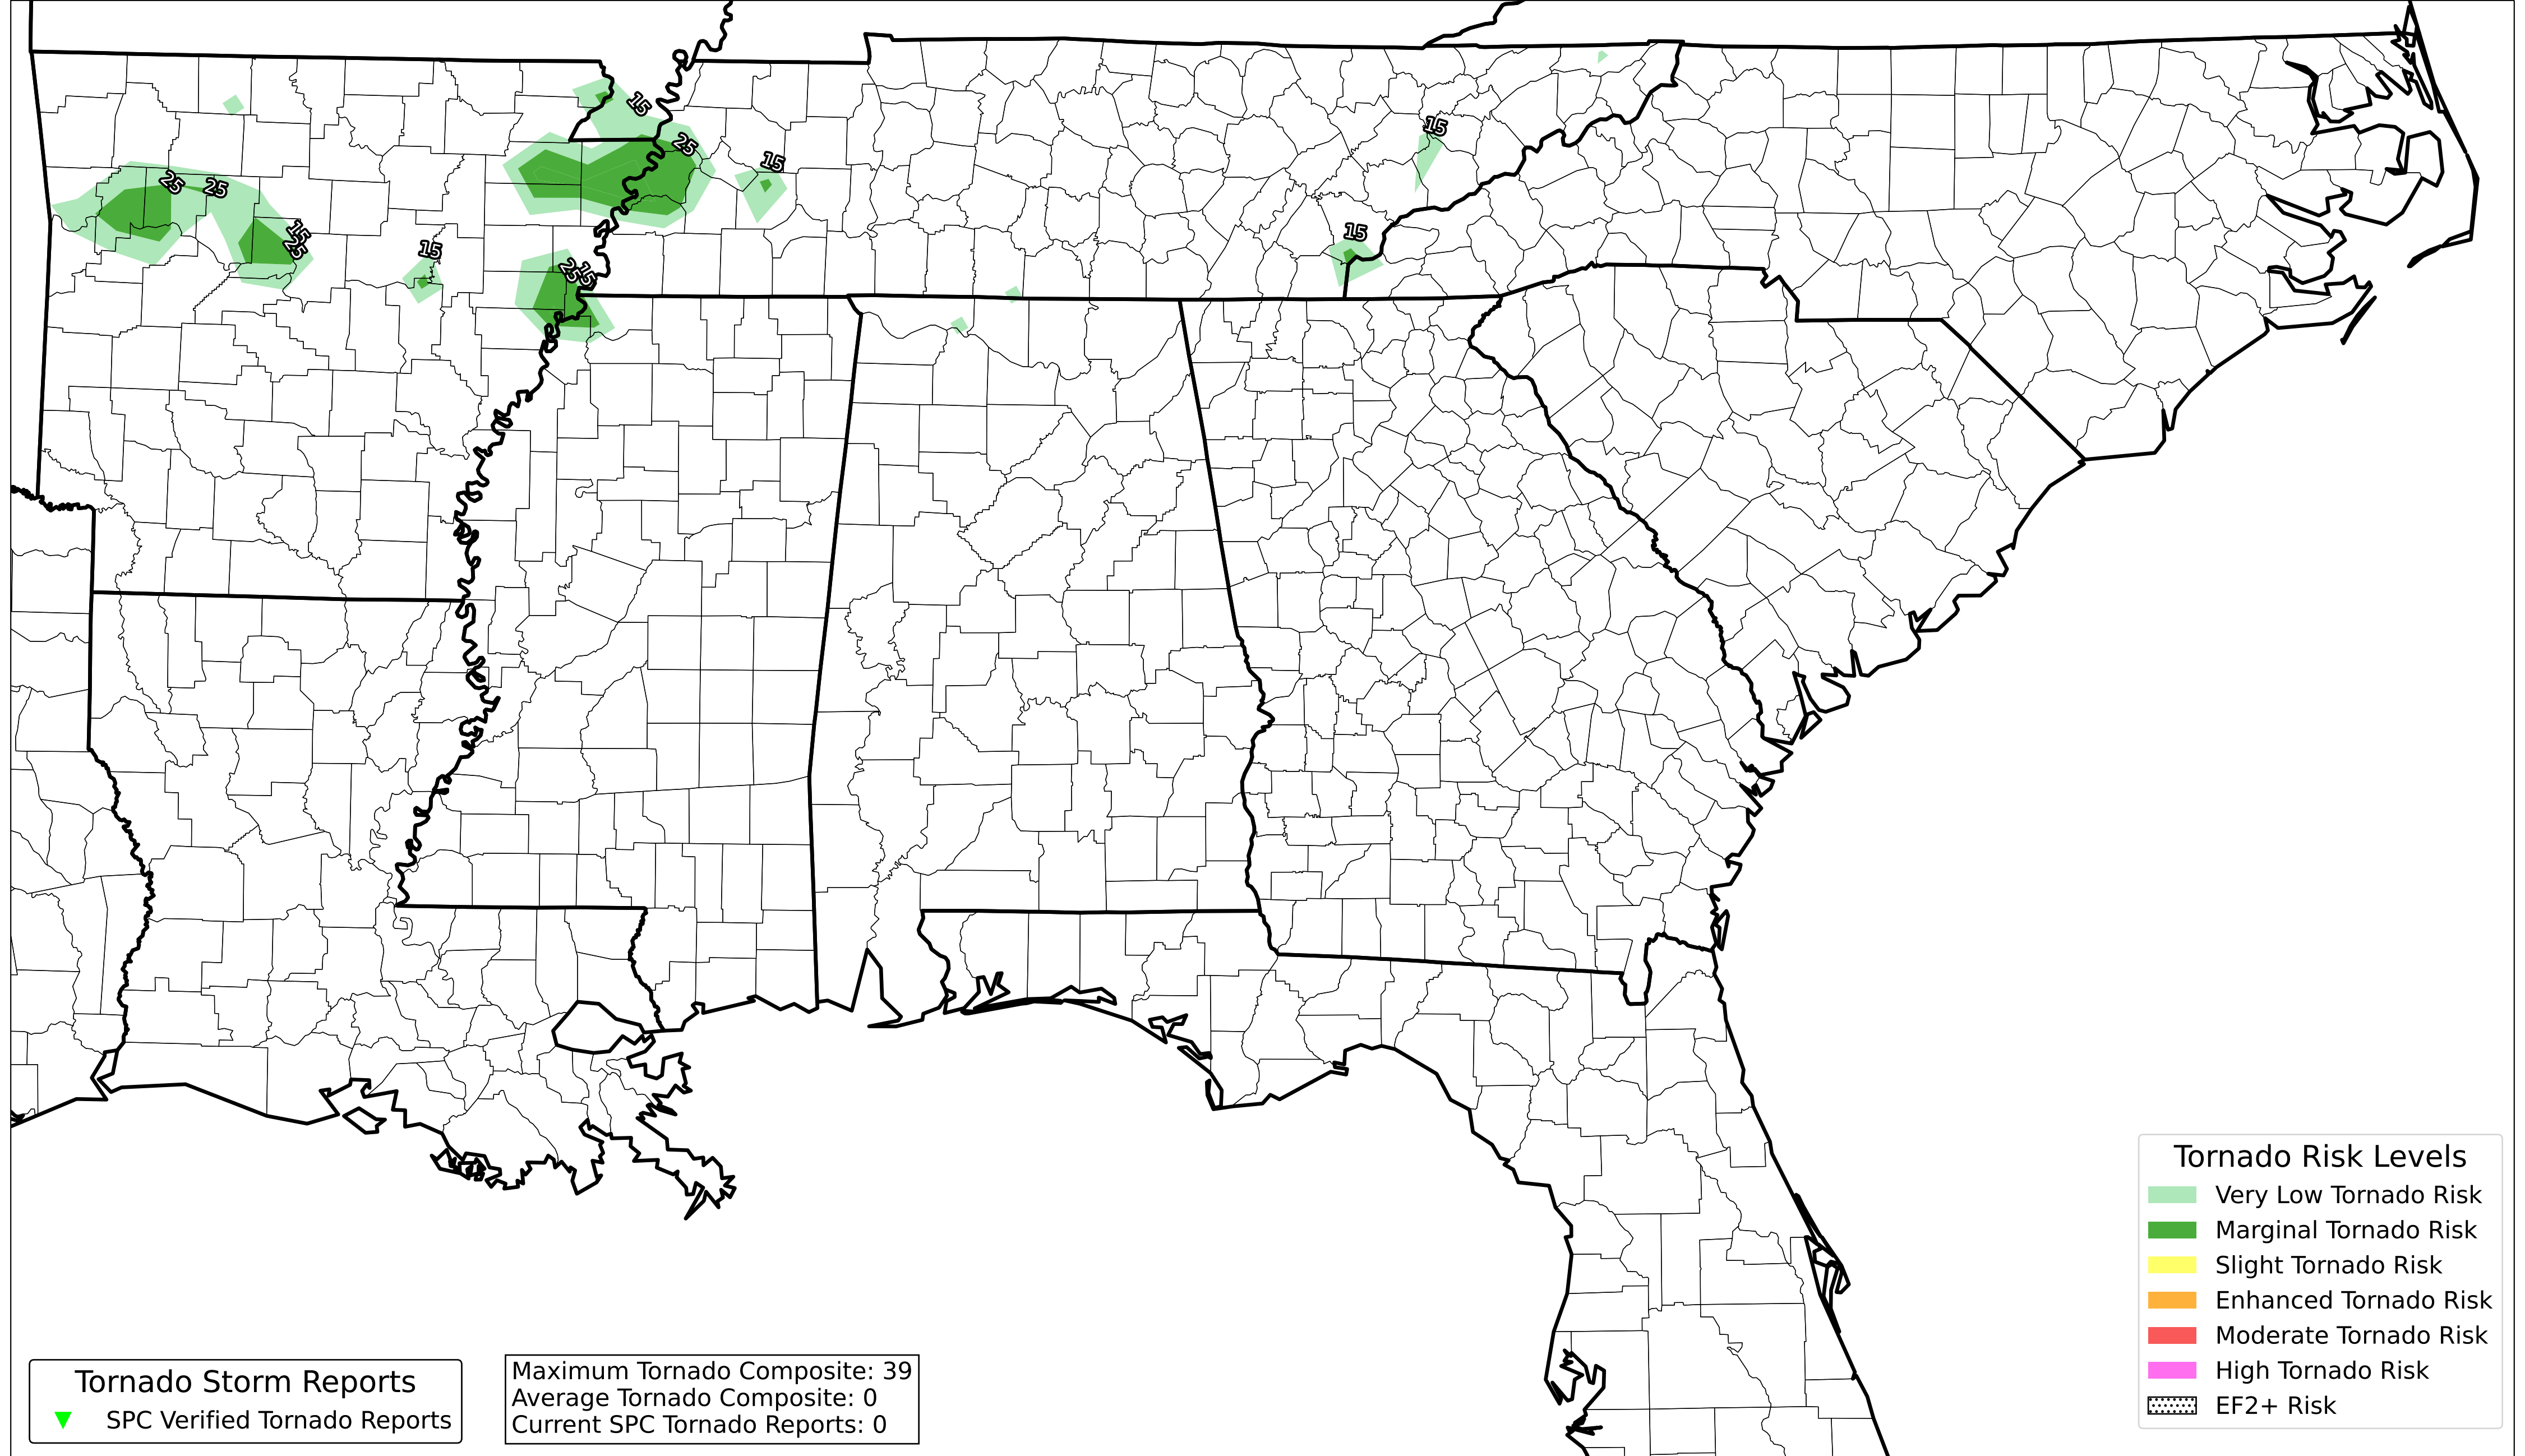 15
25
15
15
25
25
15
15
25
15
15
25
15
Tornado Risk Levels
Very Low Tornado Risk
Marginal Tornado Risk
Slight Tornado Risk
Enhanced Tornado Risk
Moderate Tornado Risk
High Tornado Risk
EF2+ Risk
Tornado Storm Reports
SPC Verified Tornado Reports
Maximum Tornado Composite: 39
Average Tornado Composite: 0
Current SPC Tornado Reports: 0